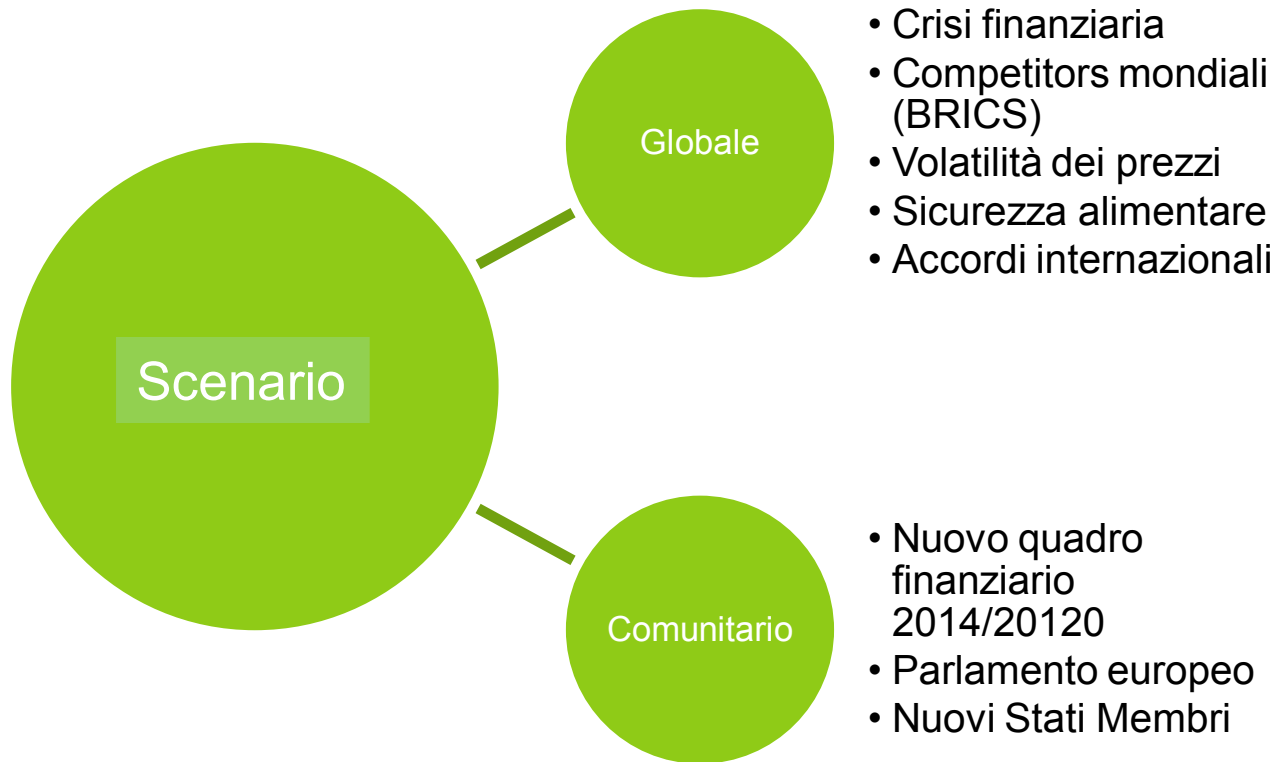 Scenario
Globale
• Crisi finanziaria
• Competitors mondiali
(BRICS)
• Volatilità dei prezzi
• Sicurezza alimentare
• Accordi internazionali
Comunitario
• Nuovo quadro
finanziario
2014/20120
• Parlamento europeo
• Nuovi Stati Membri